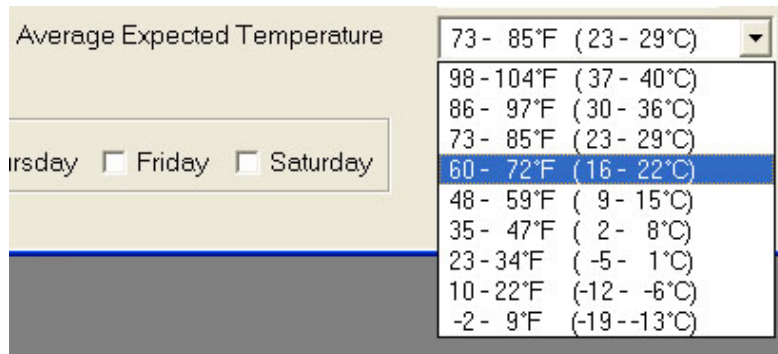 Average Expected Temperature 73 - 85°F (23 - 29°C)
98 - 104°F (37 - 40°C)
86 - 97°F (30 - 36°C)
73 - 85°F (23 - 29°C)
60 - 72°F (16 - 22°C)
48 - 59°F ( 9 - 15°C)
35 - 47°F ( 2 - 8°C)
23 - 34°F ( -5 - 1°C)
10 - 22°F (-12 - -6°C)
-2 - 9°F (-19 --13°C)
ursday Friday Saturday